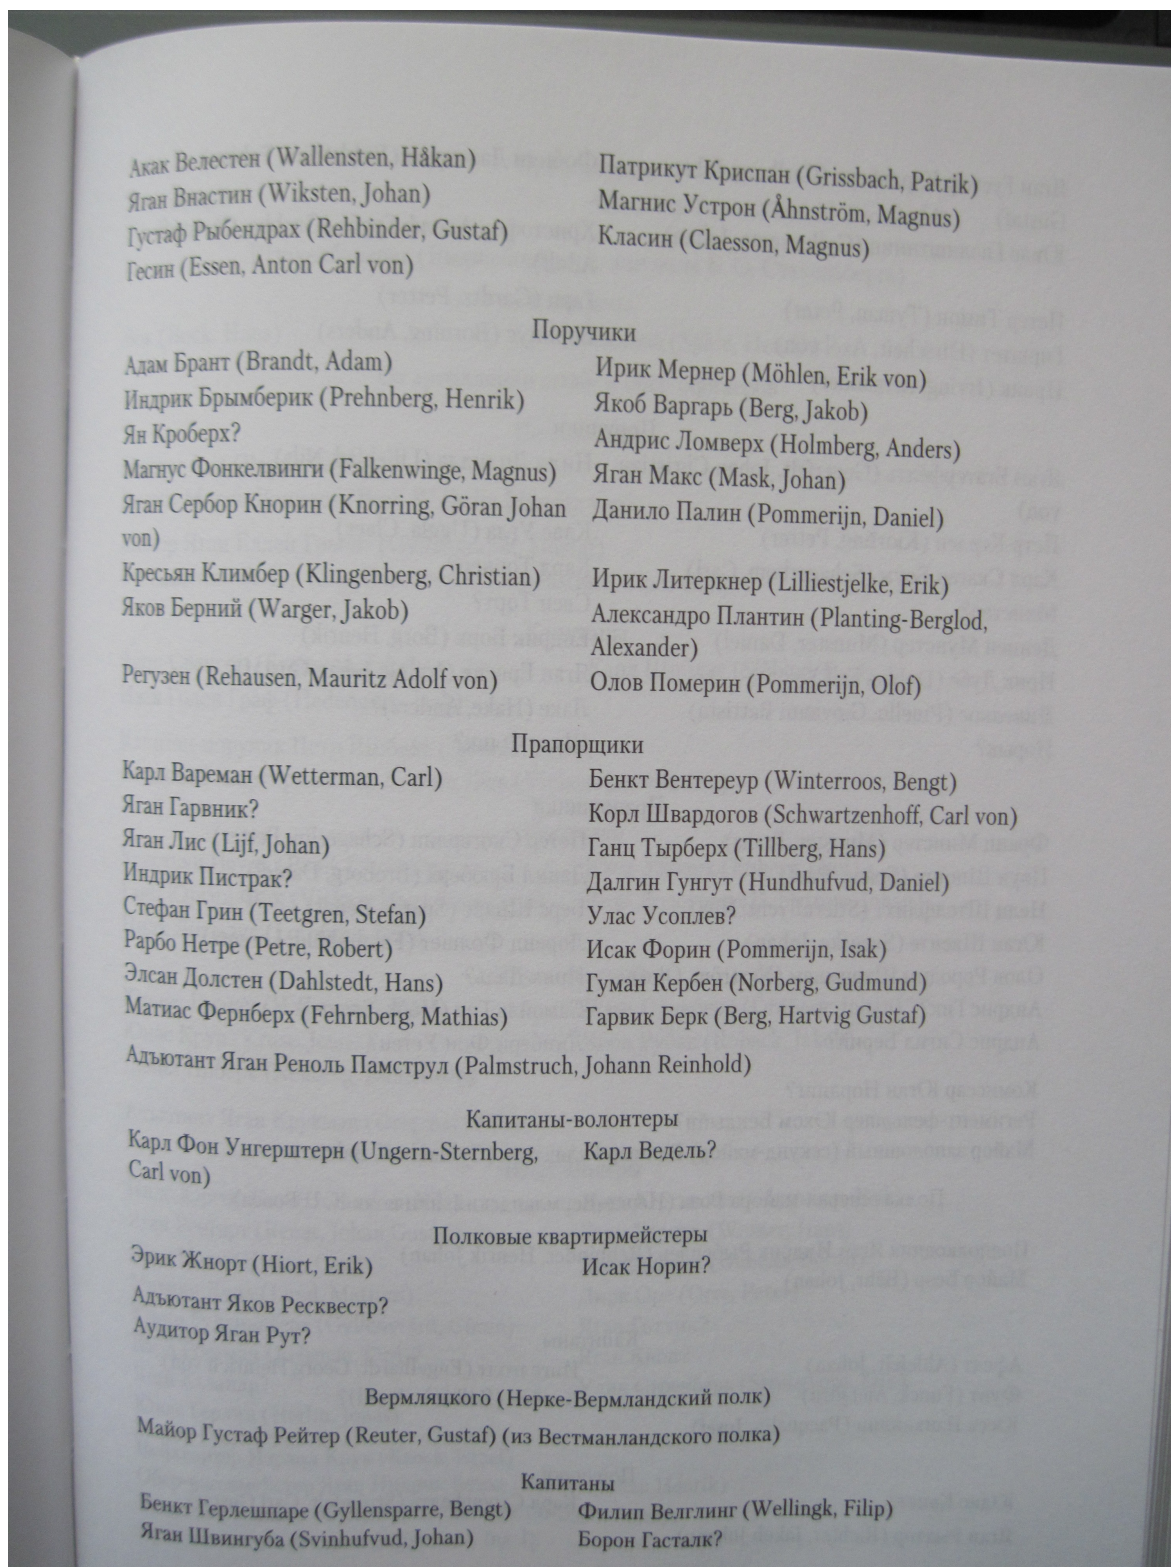 Акак Велестен (Wallensten, Håkan)
Яган Внастин (Wiksten, Johan)
Густаф Рыбендрах (Rehbinder, Gustaf)
Гесин (Essen, Anton Carl von)
Патрикут Криспан (Grissbach, Patrik)
Магнис Устрон (Åhnström, Magnus)
Класин (Claesson, Magnus)
Поручики
Адам Брант (Brandt, Adam)
Индрик Брымберик (Prehnberg, Henrik)
Ян Кроберх?
Магнус Фонкелвинги (Falkenwinge, Magnus)
Яган Сербор Кнорин (Knorring, Göran Johan
von)
Кресьян Климбер (Klingenberg, Christian)
Яков Берний (Warger, Jakob)
Регузен (Rehausen, Mauritz Adolf von)
Ирик Мернер (Möhlen, Erik von)
Якоб Варгарь (Berg, Jakob)
Андрис Ломверх (Holmberg, Anders)
Яган Макс (Mask, Johan)
Данило Палин (Pommerijn, Daniel)
Ирик Литеркнер (Lilliestjelke, Erik)
Александро Плантин (Planting-Berglod,
Alexander)
Олов Померин (Pommerijn, Olof)
Прапорщики
Карл Вареман (Wetterman, Carl)
Яган Гарвник?
Яган Лис (Lijf, Johan)
Индрик Пистрак?
Стефан Грин (Teetgren, Stefan)
Рарбо Нетре (Petre, Robert)
Элсан Долстен (Dahlstedt, Hans)
Матиас Фернберх (Fehrnberg, Mathias)
Бенкт Вентереур (Winterroos, Bengt)
Корл Швардогов (Schwartzenhoff, Carl von)
Ганц Тырберх (Tillberg, Hans)
Далгин Гунгут (Hundhufvud, Daniel)
Улас Усоплев?
Исак Форин (Pommerijn, Isak)
Гуман Кербен (Norberg, Gudmund)
Гарвик Берк (Berg, Hartvig Gustaf)
Адъютант Яган Реноль Памструл (Palmstruch, Johann Reinhold)
Капитаны-волонтеры
Карл Фон Унгерштерн (Ungern-Sternberg,
Carl von)
Карл Ведель?
Полковые квартирмейстеры
Эрик Жнорт (Hiort, Erik)
Исак Норин?
Адъютант Яков Ресквестр?
Аудитор Яган Рут?
Вермляцкого (Нерке-Вермландский полк)
Майор Густаф Рейтер (Reuter, Gustaf) (из Вестманландского полка)
Капитаны
Бенкт Герлешпаре (Gyllensparre, Bengt)
Яган Швингуба (Svinhufvud, Johan)
Филип Велглинг (Wellingk, Filip)
Борон Гасталк?